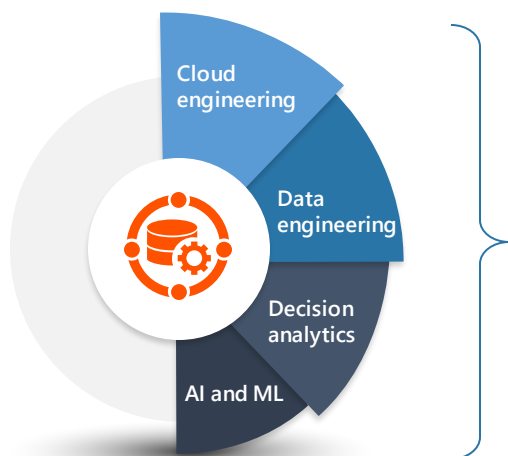 Cloud
engineering
Data
engineering
Decision
analytics
AI and ML